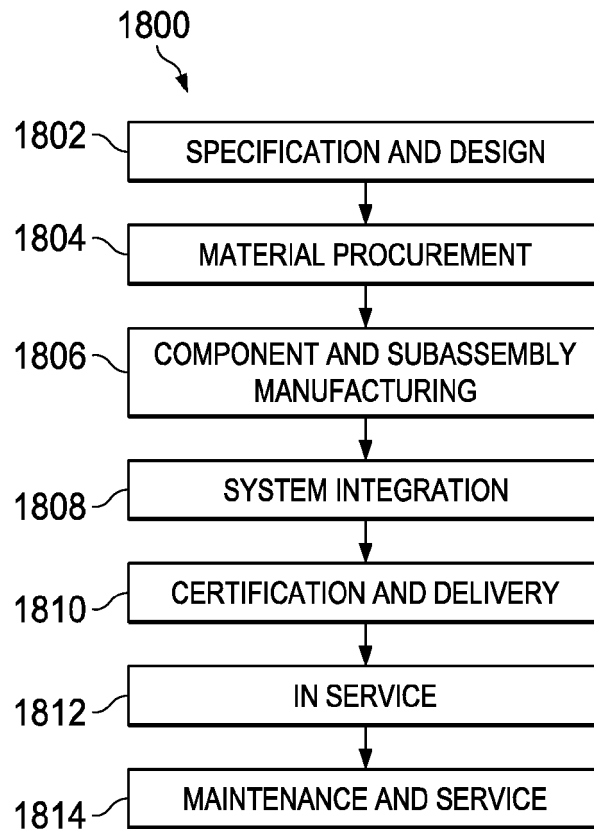 1800
1802
SPECIFICATION AND DESIGN
1804
MATERIAL PROCUREMENT
1806
COMPONENT AND SUBASSEMBLY
MANUFACTURING
1808
SYSTEM INTEGRATION
1810
CERTIFICATION AND DELIVERY
1812
IN SERVICE
1814
MAINTENANCE AND SERVICE